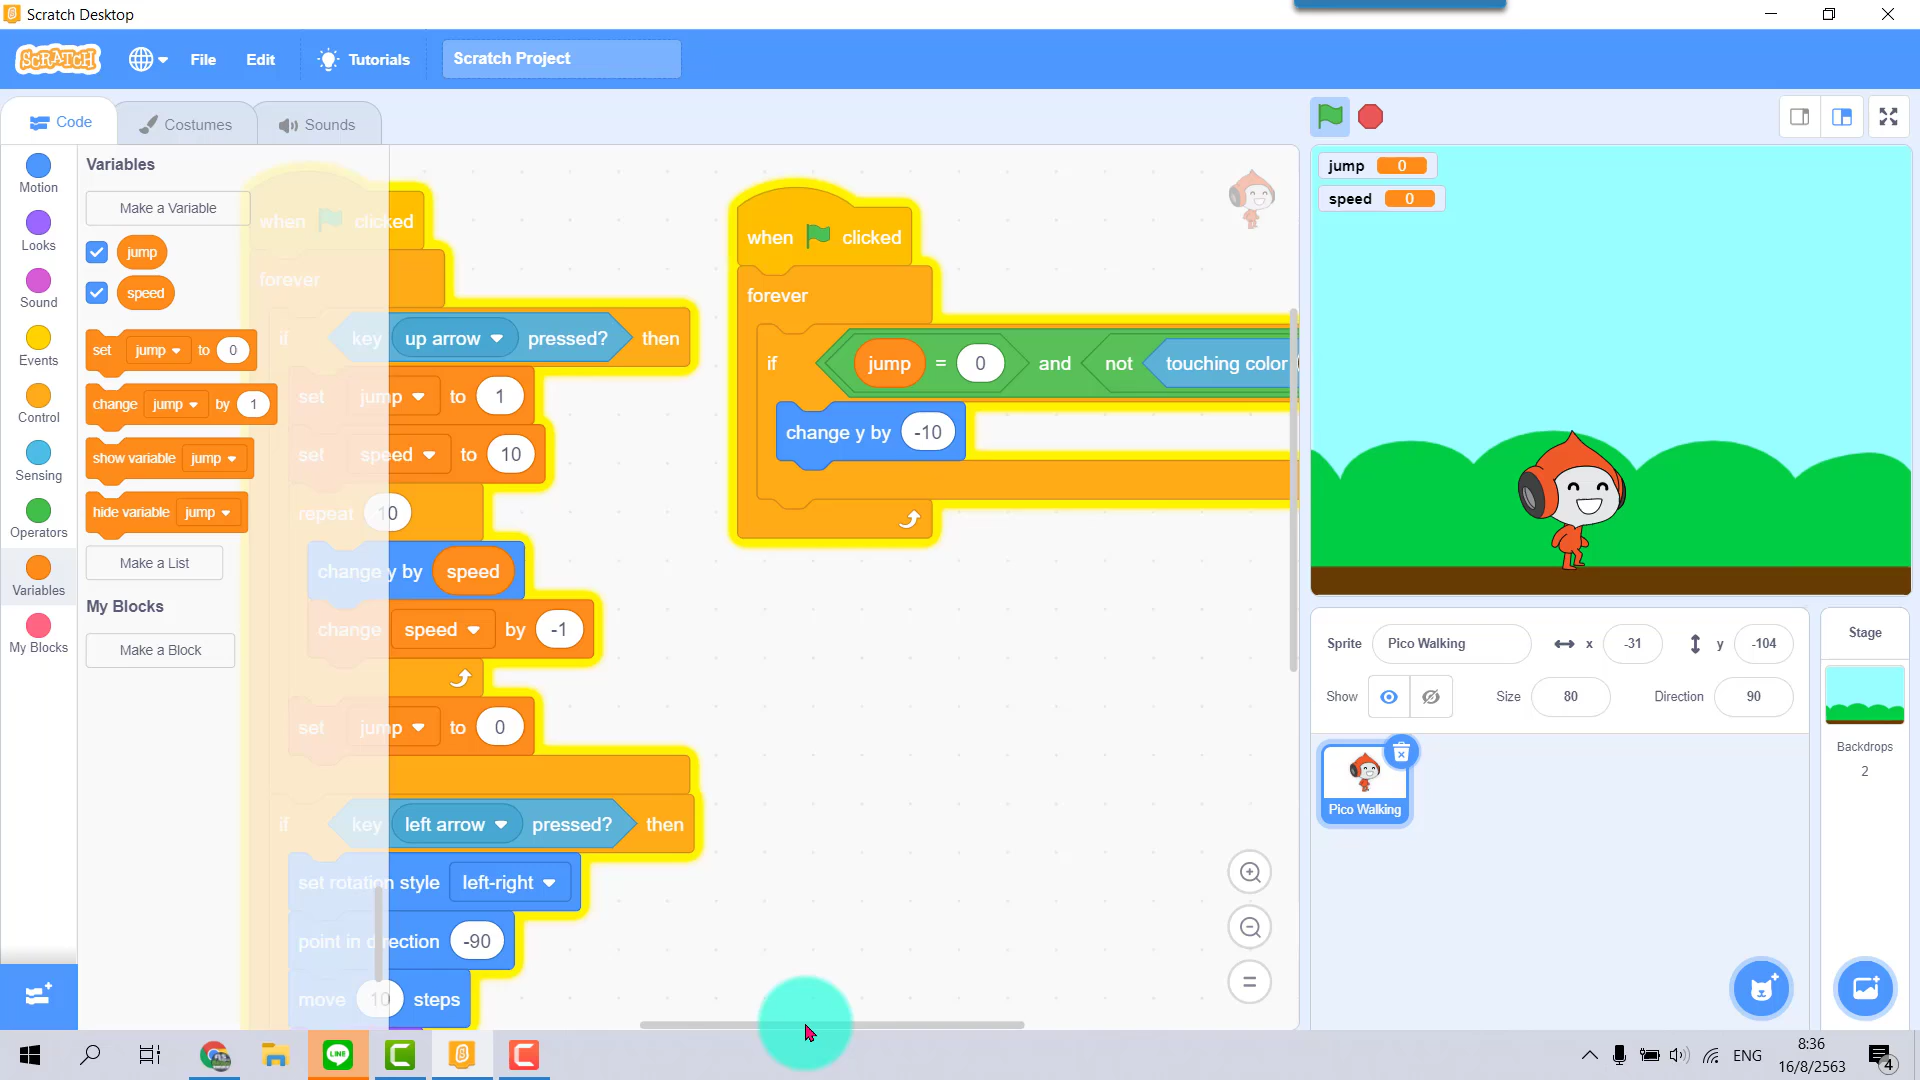 Scratch Desktop
SCRATCH
File
Edit
Tutorials
Scratch Project
Code
Costumes
Sounds
Motion
Looks
Sound
Events
Control
Sensing
Operators
Variables
My Blocks
Variables
Make a Variable
jump
speed
set jump to 0
change jump by 1
show variable jump
hide variable jump
Make a List
My Blocks
Make a Block
when clicked
forever
if key up arrow pressed? then
set jump to 1
set speed to 10
repeat 10
change y by speed
change speed by -1
set jump to 0
if key left arrow pressed? then
set rotation style left-right
point in direction -90
move 10 steps
when clicked
forever
if jump = 0 and not touching color
change y by -10
jump 0
speed 0
Sprite Pico Walking x -31 y -104
Show Size 80 Direction 90
Pico Walking
Stage
Backdrops
2
LINE
ENG
8:36
16/8/2563
4